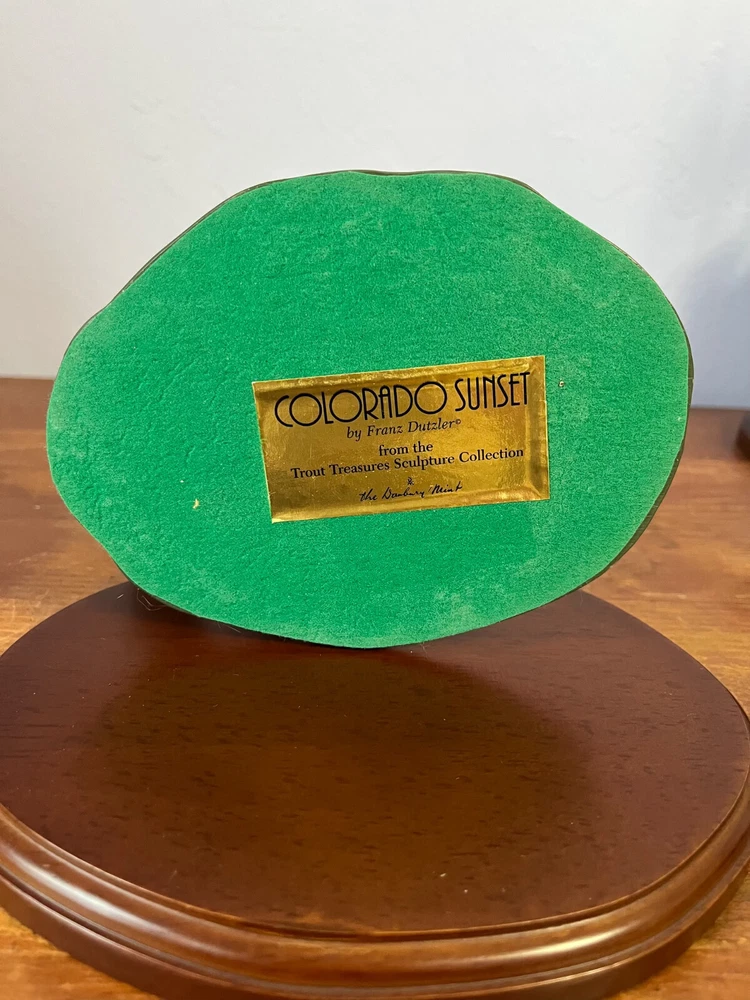 COLORADO SUNSET
by Franz Dutzler©
from the
Trout Treasures Sculpture Collection
The Danbury Mint